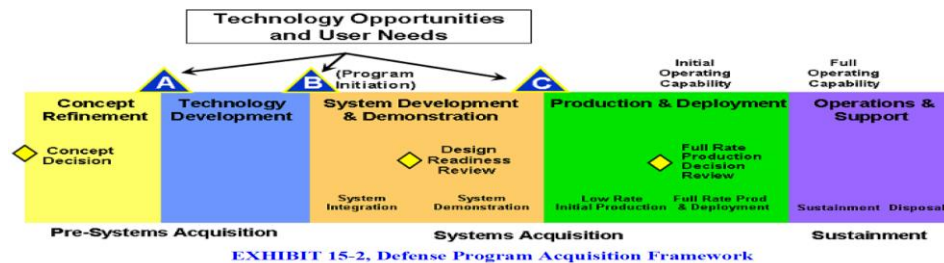 Technology Opportunities
and User Needs
A
B
(Program
Initiation)
C
Initial
Operating
Capability
Full
Operating
Capability
Concept
Refinement
Technology
Development
System Development
& Demonstration
Production & Deployment
Operations &
Support
Concept
Decision
Design
Readiness
Review
Full Rate
Production
Decision
Review
System
Integration
System
Demonstration
Low Rate
Initial Production
Full Rate Prod
& Deployment
Sustainment Disposal
Pre-Systems Acquisition
Systems Acquisition
Sustainment
EXHIBIT 15-2, Defense Program Acquisition Framework